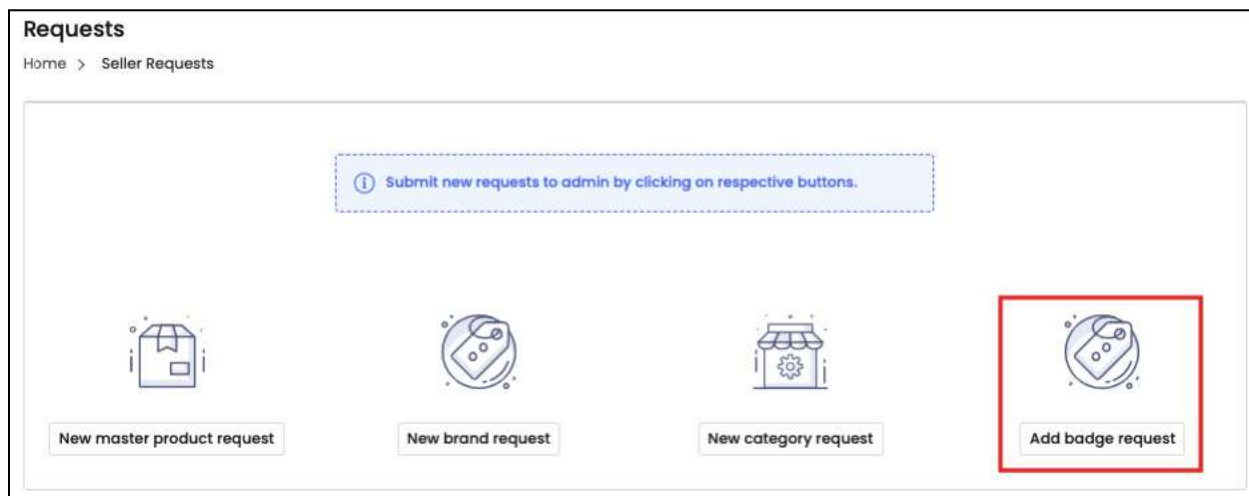 Requests
Home > Seller Requests
Submit new requests to admin by clicking on respective buttons.
New master product request
New brand request
New category request
Add badge request